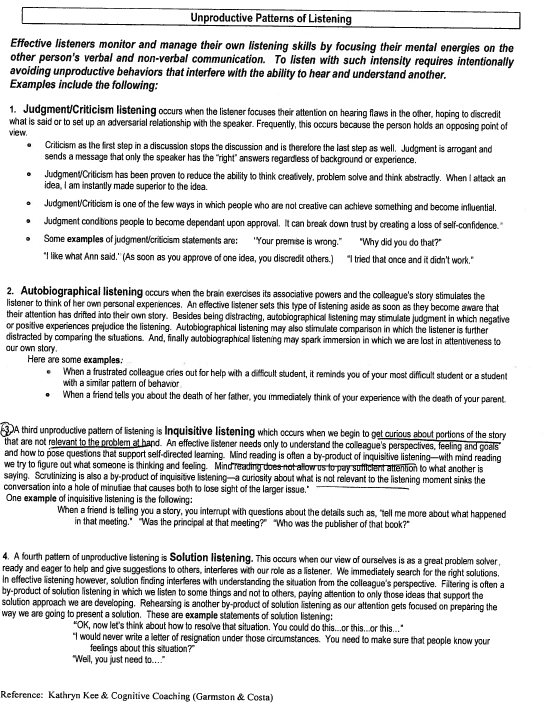 Unproductive Patterns of Listening
Effective listeners monitor and manage their own listening skills by focusing their mental energies on the
other person's verbal and non-verbal communication. To listen with such intensity requires intentionally
avoiding unproductive behaviors that interfere with the ability to hear and understand another.
Examples include the following:
1. Judgment/Criticism listening occurs when the listener focuses their attention on hearing flaws in the other, hoping to discredit
what is said or to set up an adversarial relationship with the speaker. Frequently, this occurs because the person holds an opposing point of
view.
• Criticism as the first step in a discussion stops the discussion and is therefore the last step as well. Judgment is arrogant and
sends a message that only the speaker has the "right" answers regardless of background or experience.
• Judgment/Criticism has been proven to reduce the ability to think creatively, problem solve and think abstractly. When I attack an
idea, I am instantly made superior to the idea.
• Judgment/Criticism is one of the few ways in which people who are not creative can achieve something and become influential.
• Judgment conditions people to become dependant upon approval. It can break down trust by creating a loss of self-confidence."
• Some examples of judgment/criticism statements are: "Your premise is wrong." "Why did you do that?"
"I like what Ann said." (As soon as you approve of one idea, you discredit others.) "I tried that once and it didn't work."
2. Autobiographical listening occurs when the brain exercises its associative powers and the colleague's story stimulates the
listener to think of her own personal experiences. An effective listener sets this type of listening aside as soon as they become aware that
their attention has drifted into their own story. Besides being distracting, autobiographical listening may stimulate judgment in which negative
or positive experiences prejudice the listening. Autobiographical listening may also stimulate comparison in which the listener is further
distracted by comparing the situations. And, finally autobiographical listening may spark immersion in which we are lost in attentiveness to
our own story.
Here are some examples:
• When a frustrated colleague cries out for help with a difficult student, it reminds you of your most difficult student or a student
with a similar pattern of behavior
• When a friend tells you about the death of her father, you immediately think of your experience with the death of your parent.
3. A third unproductive pattern of listening is Inquisitive listening which occurs when we begin to get curious about portions of the story
that are not relevant to the problem at hand. An effective listener needs only to understand the colleague's perspectives, feeling and goals
and how to pose questions that support self-directed learning. Mind reading is often a by-product of inquisitive listening—with mind reading
we try to figure out what someone is thinking and feeling. Mind reading does not allow us to pay sufficient attention to what another is
saying. Scrutinizing is also a by-product of inquisitive listening—a curiosity about what is not relevant to the listening moment sinks the
conversation into a hole of minutiae that causes both to lose sight of the larger issue."
One example of inquisitive listening is the following:
When a friend is telling you a story, you interrupt with questions about the details such as, "tell me more about what happened
in that meeting." "Was the principal at that meeting?" "Who was the publisher of that book?"
4. A fourth pattern of unproductive listening is Solution listening. This occurs when our view of ourselves is as a great problem solver,
ready and eager to help and give suggestions to others, interferes with our role as a listener. We immediately search for the right solutions.
In effective listening however, solution finding interferes with understanding the situation from the colleague's perspective. Filtering is often a
by-product of solution listening in which we listen to some things and not to others, paying attention to only those ideas that support the
solution approach we are developing. Rehearsing is another by-product of solution listening as our attention gets focused on preparing the
way we are going to present a solution. These are example statements of solution listening:
"OK, now let's think about how to resolve that situation. You could do this...or this...or this..."
"I would never write a letter of resignation under those circumstances. You need to make sure that people know your
feelings about this situation?"
"Well, you just need to...."
Reference: Kathryn Kee & Cognitive Coaching (Garmston & Costa)